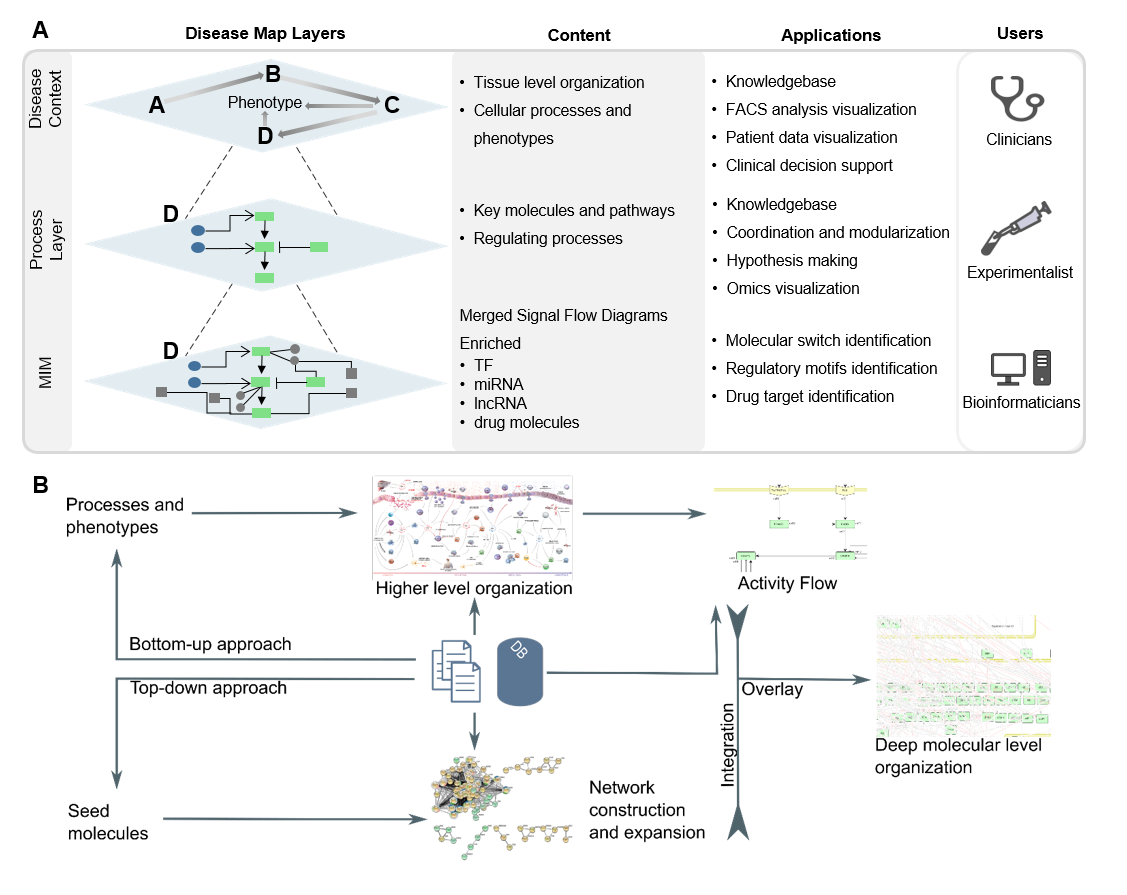 A
Disease Map Layers
Content
Applications
Users
Disease
Context
A
B
C
D
Phenotype
• Tissue level organization
• Cellular processes and
phenotypes
• Knowledgebase
• FACS analysis visualization
• Patient data visualization
• Clinical decision support
Clinicians
Process
Layer
D
• Key molecules and pathways
• Regulating processes
• Knowledgebase
• Coordination and modularization
• Hypothesis making
• Omics visualization
Experimentalist
MIM
D
Merged Signal Flow Diagrams
Enriched
• TF
• miRNA
• lncRNA
• drug molecules
• Molecular switch identification
• Regulatory motifs identification
• Drug target identification
Bioinformaticians
B
Processes and
phenotypes
Higher level organization
Activity Flow
Bottom-up approach
Top-down approach
DB
Overlay
Integration
Deep molecular level
organization
Seed
molecules
Network
construction
and expansion